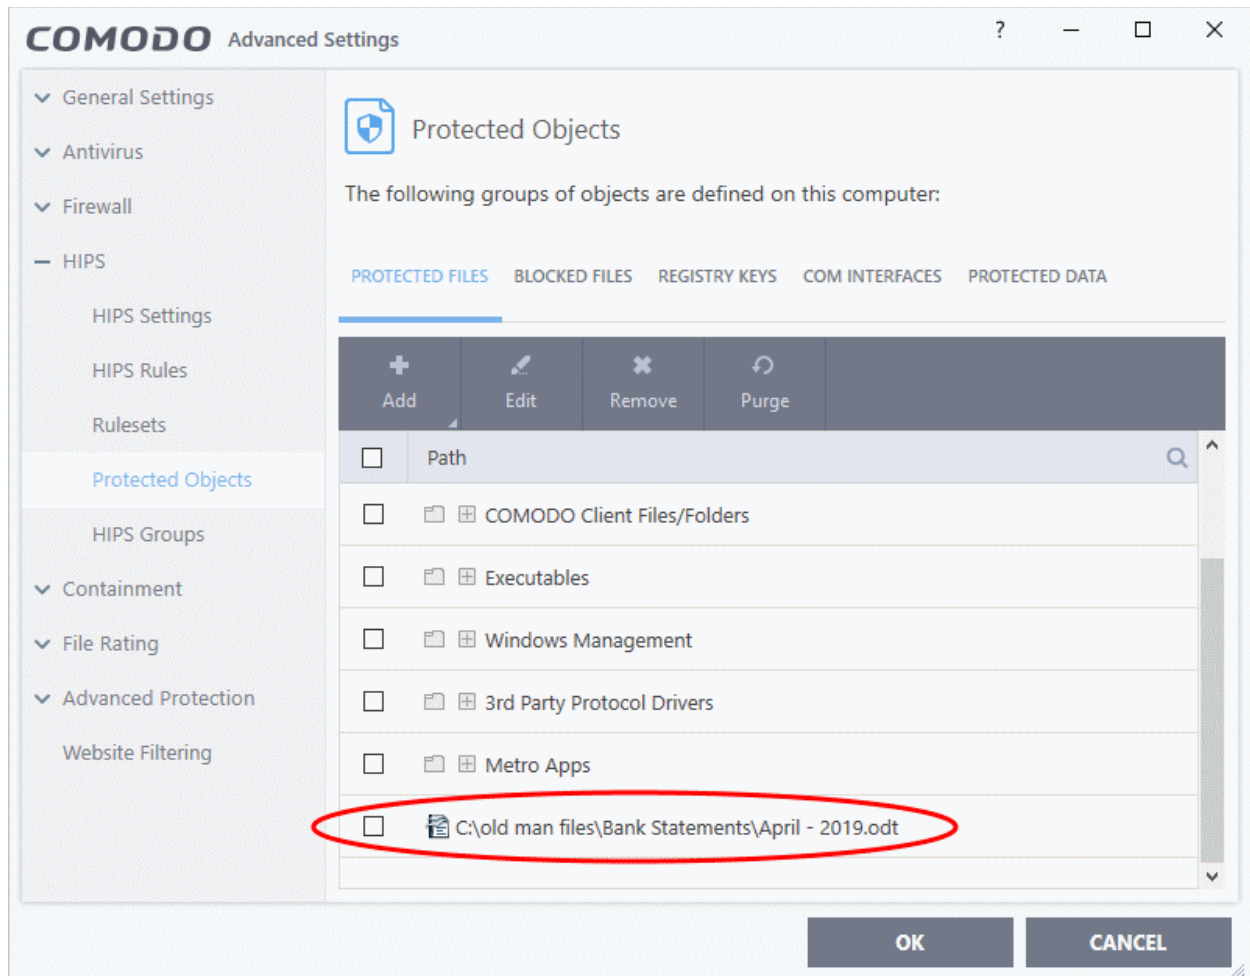 COMODO Advanced Settings ?
General Settings
Antivirus
Firewall
HIPS
HIPS Settings
HIPS Rules
Rulesets
Protected Objects
HIPS Groups
Containment
File Rating
Advanced Protection
Website Filtering
Protected Objects
The following groups of objects are defined on this computer:
PROTECTED FILES BLOCKED FILES REGISTRY KEYS COM INTERFACES PROTECTED DATA
Add Edit Remove Purge
Path
COMODO Client Files/Folders
Executables
Windows Management
3rd Party Protocol Drivers
Metro Apps
C:\old man files\Bank Statements\April - 2019.odt
OK CANCEL